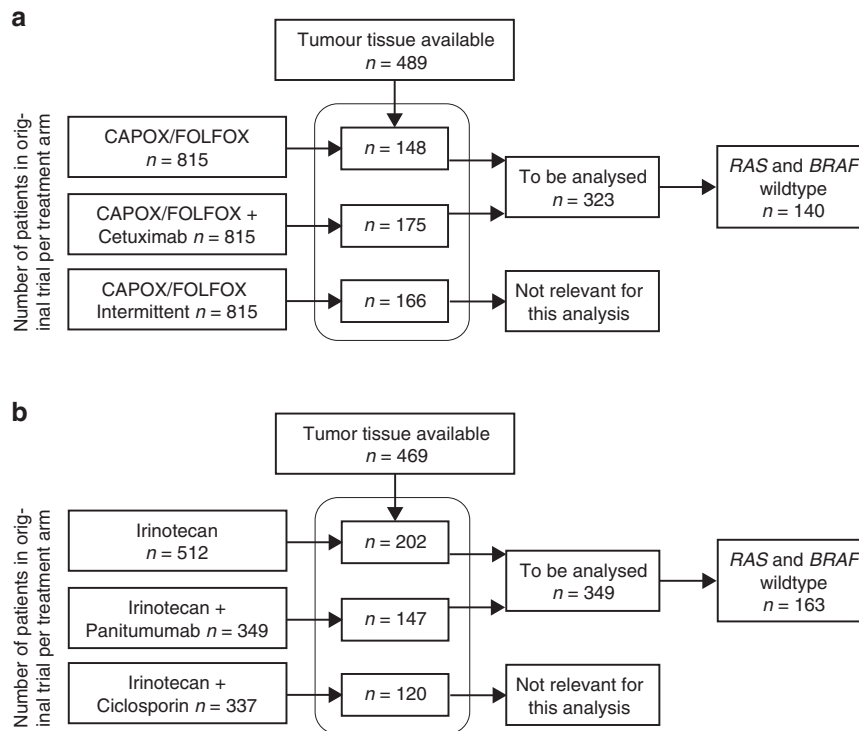 a
Tumour tissue available
n = 489
Number of patients in orig-
inal trial per treatment arm
CAPOX/FOLFOX
n = 815
n = 148
CAPOX/FOLFOX +
Cetuximab n = 815
n = 175
CAPOX/FOLFOX
Intermittent n = 815
n = 166
To be analysed
n = 323
Not relevant for
this analysis
RAS and BRAF
wildtype
n = 140
b
Tumor tissue available
n = 469
Number of patients in orig-
inal trial per treatment arm
Irinotecan
n = 512
n = 202
Irinotecan +
Panitumumab n = 349
n = 147
Irinotecan +
Ciclosporin n = 337
n = 120
To be analysed
n = 349
Not relevant for
this analysis
RAS and BRAF
wildtype
n = 163